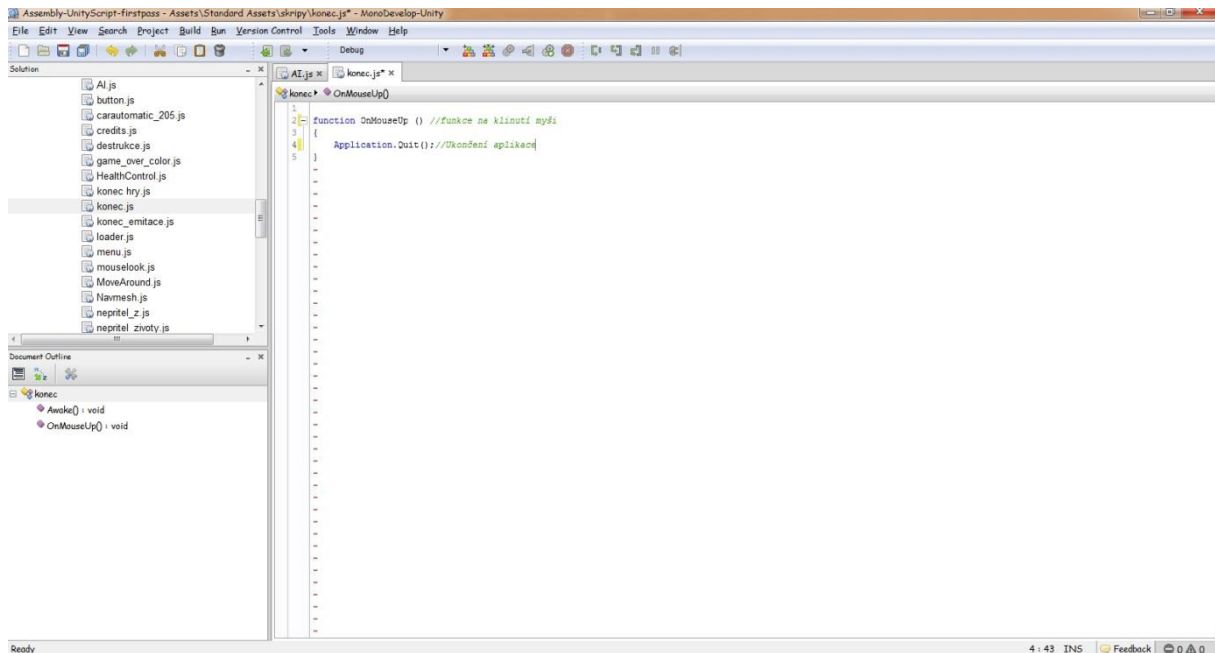 Assembly-UnityScript-firstpass - Assets\Standard Assets\skripy\konec.js* - MonoDevelop-Unity
File Edit View Search Project Build Run Version Control Tools Window Help
Debug
Solution
AI.js
button.js
carautomatic_205.js
credits.js
destrukce.js
game_over_color.js
HealthControl.js
konec hry.js
konec.js
konec_emitace.js
loader.js
menu.js
mouselook.js
MoveAround.js
Navmesh.js
nepritel_z.js
nepritel zivoty.js
Document Outline
konec
Awake() : void
OnMouseUp() : void
AI.js × konec.js* ×
konec OnMouseUp()
1
2 function OnMouseUp () //funkce na klinutí myši
3 {
4 Application.Quit();//Ukončení aplikace
5 }
Ready
4 : 43 INS Feedback 0 0